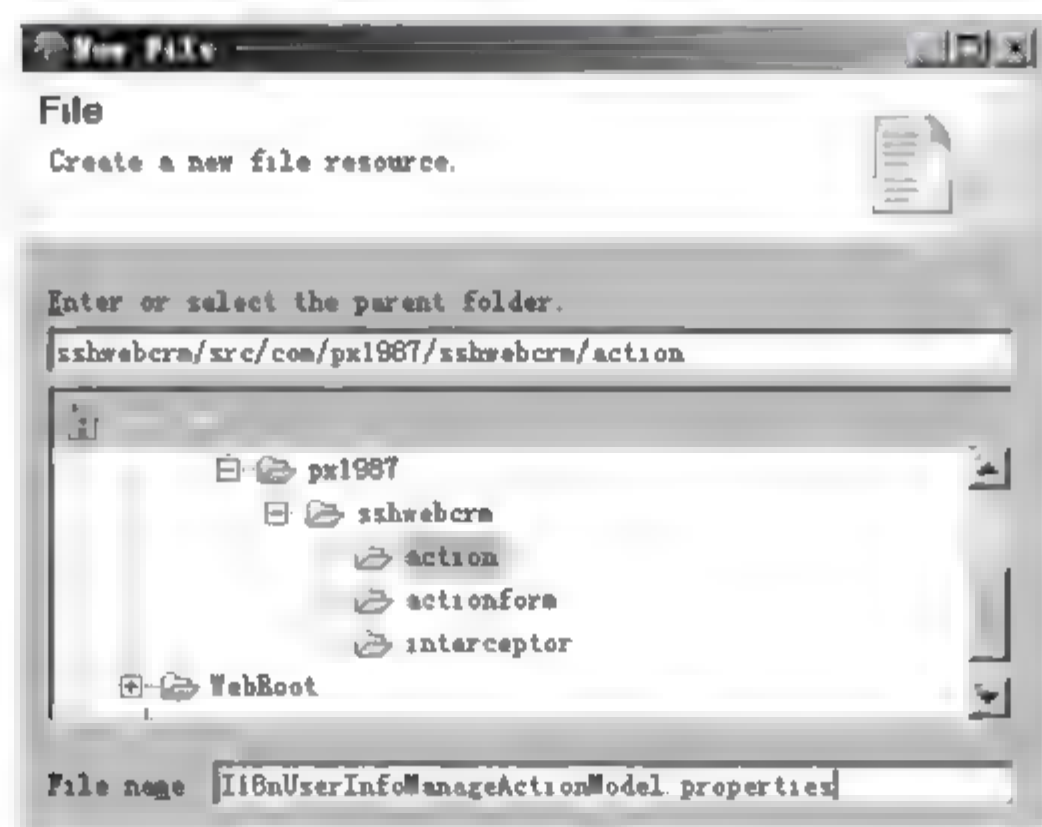 New File
File
Create a new file resource.
Enter or select the parent folder.
sshwebcrm/src/com/px1987/sshwebcrm/action
px1987
sshwebcrm
action
actionform
interceptor
WebRoot
File name
I18nUserInfoManageActionModel.properties